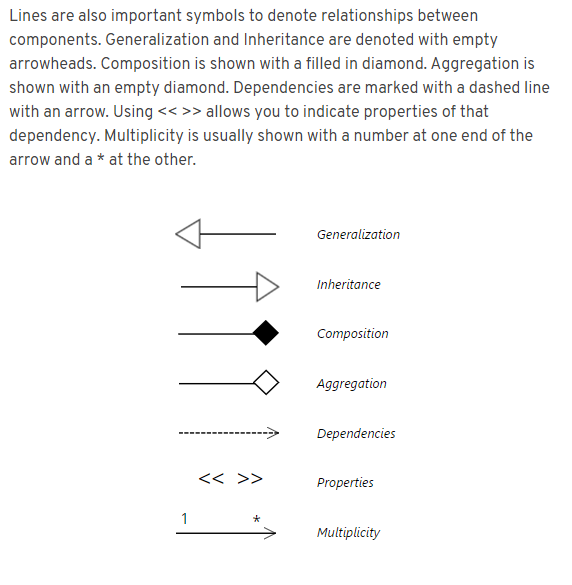 Lines are also important symbols to denote relationships between
components. Generalization and Inheritance are denoted with empty
arrowheads. Composition is shown with a filled in diamond. Aggregation is
shown with an empty diamond. Dependencies are marked with a dashed line
with an arrow. Using << >> allows you to indicate properties of that
dependency. Multiplicity is usually shown with a number at one end of the
arrow and a * at the other.
Generalization
Inheritance
Composition
Aggregation
Dependencies
<< >> Properties
1 * Multiplicity